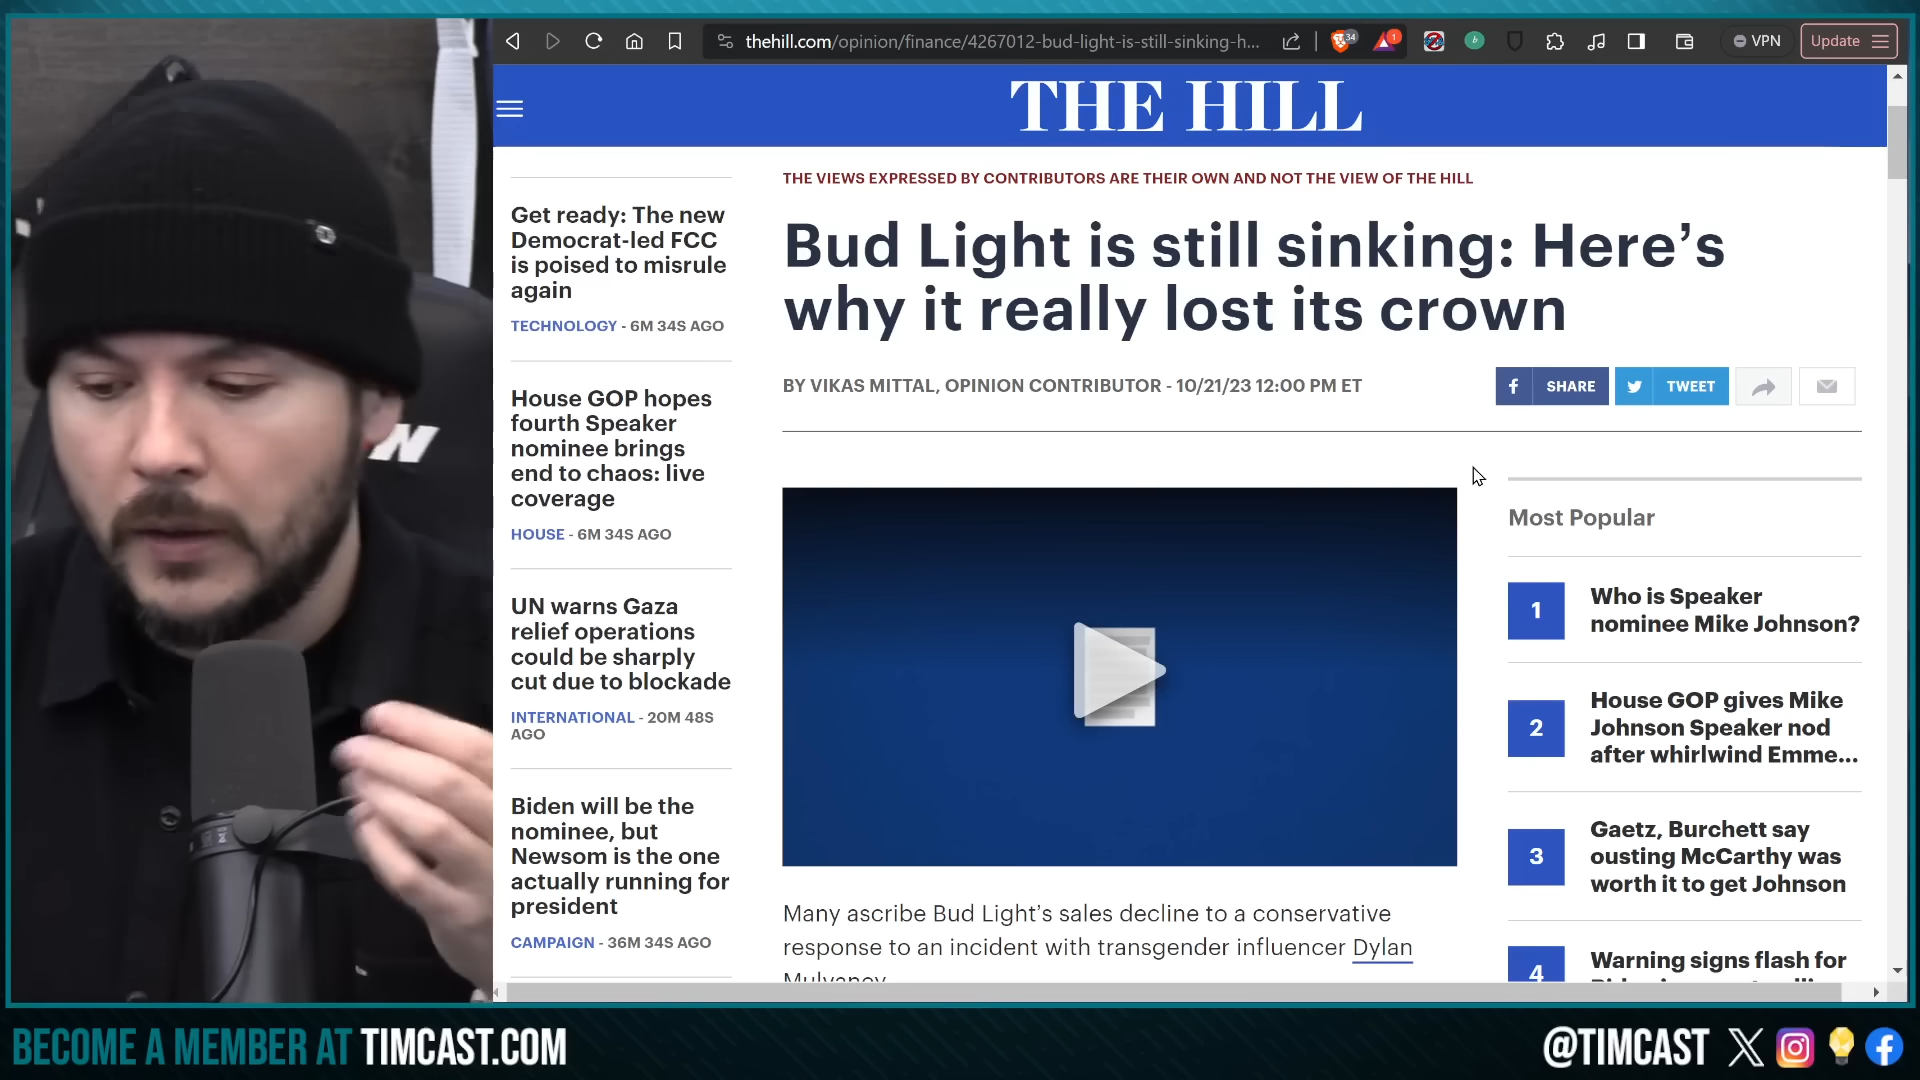 thehill.com/opinion/finance/4267012-bud-light-is-still-sinking-h...
34
1
b
VPN
Update
THE HILL
THE VIEWS EXPRESSED BY CONTRIBUTORS ARE THEIR OWN AND NOT THE VIEW OF THE HILL
Bud Light is still sinking: Here's
why it really lost its crown
BY VIKAS MITTAL, OPINION CONTRIBUTOR - 10/21/23 12:00 PM ET
SHARE
TWEET
Get ready: The new
Democrat-led FCC
is poised to misrule
again
TECHNOLOGY - 6M 34S AGO
House GOP hopes
fourth Speaker
nominee brings
end to chaos: live
coverage
HOUSE - 6M 34S AGO
UN warns Gaza
relief operations
could be sharply
cut due to blockade
INTERNATIONAL - 20M 48S
AGO
Biden will be the
nominee, but
Newsom is the one
actually running for
president
CAMPAIGN - 36M 34S AGO
Many ascribe Bud Light's sales decline to a conservative
response to an incident with transgender influencer Dylan
Mulvaney
Most Popular
1
Who is Speaker
nominee Mike Johnson?
2
House GOP gives Mike
Johnson Speaker nod
after whirlwind Emme...
3
Gaetz, Burchett say
ousting McCarthy was
worth it to get Johnson
4
Warning signs flash for
BECOME A MEMBER AT TIMCAST.COM
@TIMCAST